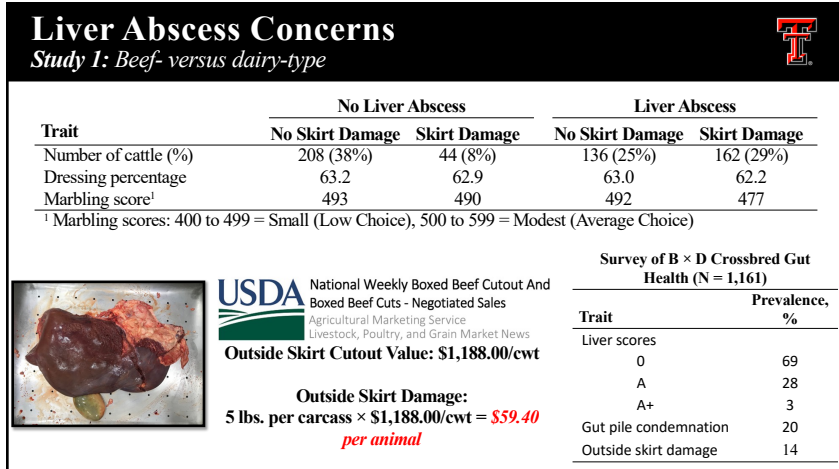 Liver Abscess Concerns
Study 1: Beef- versus dairy-type
No Liver Abscess Liver Abscess
Trait No Skirt Damage Skirt Damage No Skirt Damage Skirt Damage
Number of cattle (%) 208 (38%) 44 (8%) 136 (25%) 162 (29%)
Dressing percentage 63.2 62.9 63.0 62.2
Marbling score1 493 490 492 477
1 Marbling scores: 400 to 499 = Small (Low Choice), 500 to 599 = Modest (Average Choice)
USDA
National Weekly Boxed Beef Cutout And
Boxed Beef Cuts - Negotiated Sales
Agricultural Marketing Service
Livestock, Poultry, and Grain Market News
Outside Skirt Cutout Value: $1,188.00/cwt
Outside Skirt Damage:
5 lbs. per carcass × $1,188.00/cwt = $59.40
per animal
Survey of B × D Crossbred Gut
Health (N = 1,161)
Trait Prevalence,
%
Liver scores
0 69
A 28
A+ 3
Gut pile condemnation 20
Outside skirt damage 14